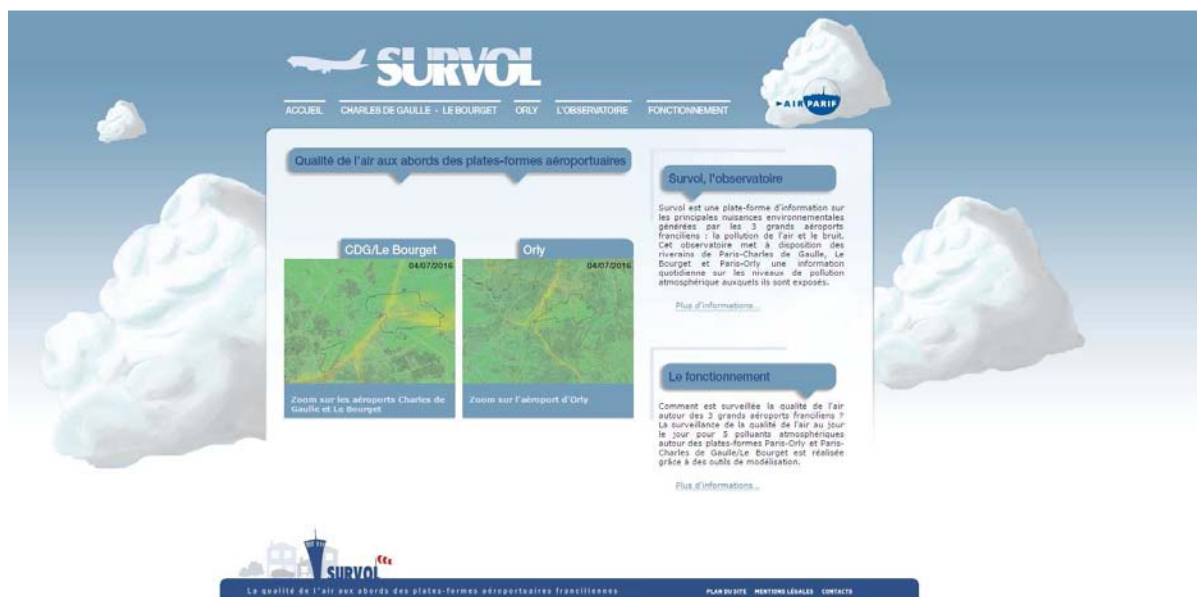 SURVOL
AIRPARIF
ACCUEIL CHARLES DE GAULLE - LE BOURGET ORLY L'OBSERVATOIRE FONCTIONNEMENT
Qualité de l'air aux abords des plates-formes aéroportuaires
CDG/Le Bourget
04/07/2016
Zoom sur les aéroports Charles de
Gaulle et Le Bourget
Orly
04/07/2016
Zoom sur l'aéroport d'Orly
Survol, l'observatoire
Survol est une plate-forme d'information sur
les principales nuisances environnementales
générées par les 3 grands aéroports
franciliens : la pollution de l'air et le bruit.
Cet observatoire met à disposition des
riverains de Paris-Charles de Gaulle, Le
Bourget et Paris-Orly une information
quotidienne sur les niveaux de pollution
atmosphérique auxquels ils sont exposés.
Plus d'informations...
Le fonctionnement
Comment est surveillée la qualité de l'air
autour des 3 grands aéroports franciliens ?
La surveillance de la qualité de l'air au jour
le jour pour 5 polluants atmosphériques
autour des plates-formes Paris-Orly et Paris-
Charles de Gaulle/Le Bourget est réalisée
grâce à des outils de modélisation.
Plus d'informations...
SURVOL
La qualité de l'air aux abords des plates-formes aéroportuaires franciliennes
PLAN DU SITE MENTIONS LÉGALES CONTACTS